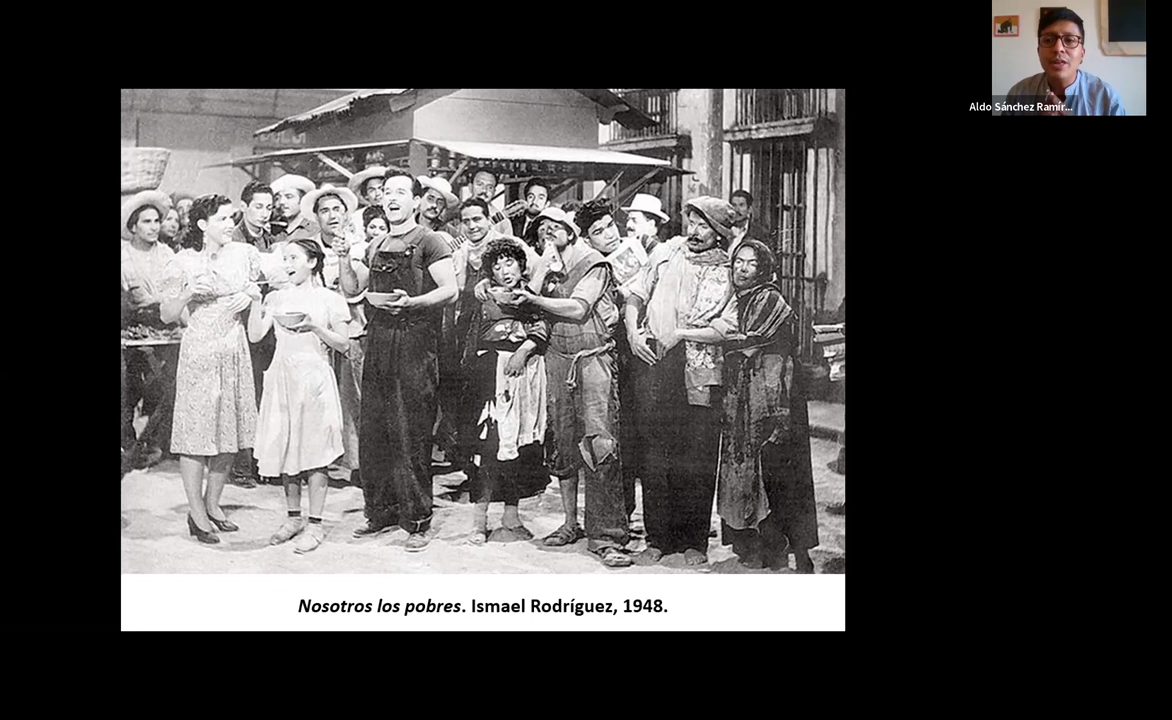 Aldo Sánchez Ramír...
Nosotros los pobres. Ismael Rodríguez, 1948.